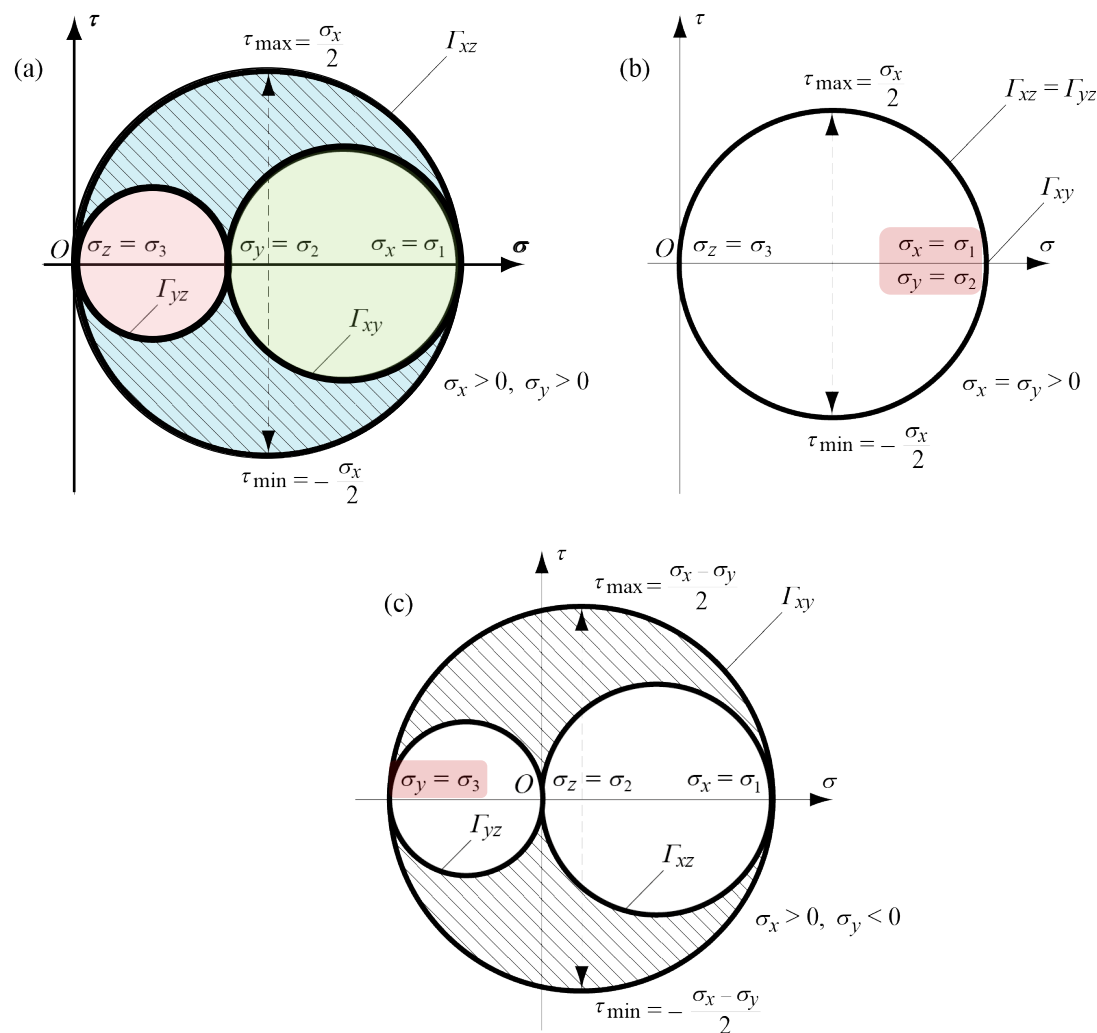 (a)
τ
τmax = σx/2
Γxz
O
σz = σ3
σy = σ2
σx = σ1
σ
Γyz
Γxy
σx > 0, σy > 0
τmin = − σx/2
(b)
τ
τmax = σx/2
Γxz = Γyz
Γxy
O
σz = σ3
σx = σ1
σ
σy = σ2
σx = σy > 0
τmin = − σx/2
(c)
τ
τmax = σx − σy/2
Γxy
σy = σ3
O
σz = σ2
σx = σ1
σ
Γyz
Γxz
σx > 0, σy < 0
τmin = − σx − σy/2